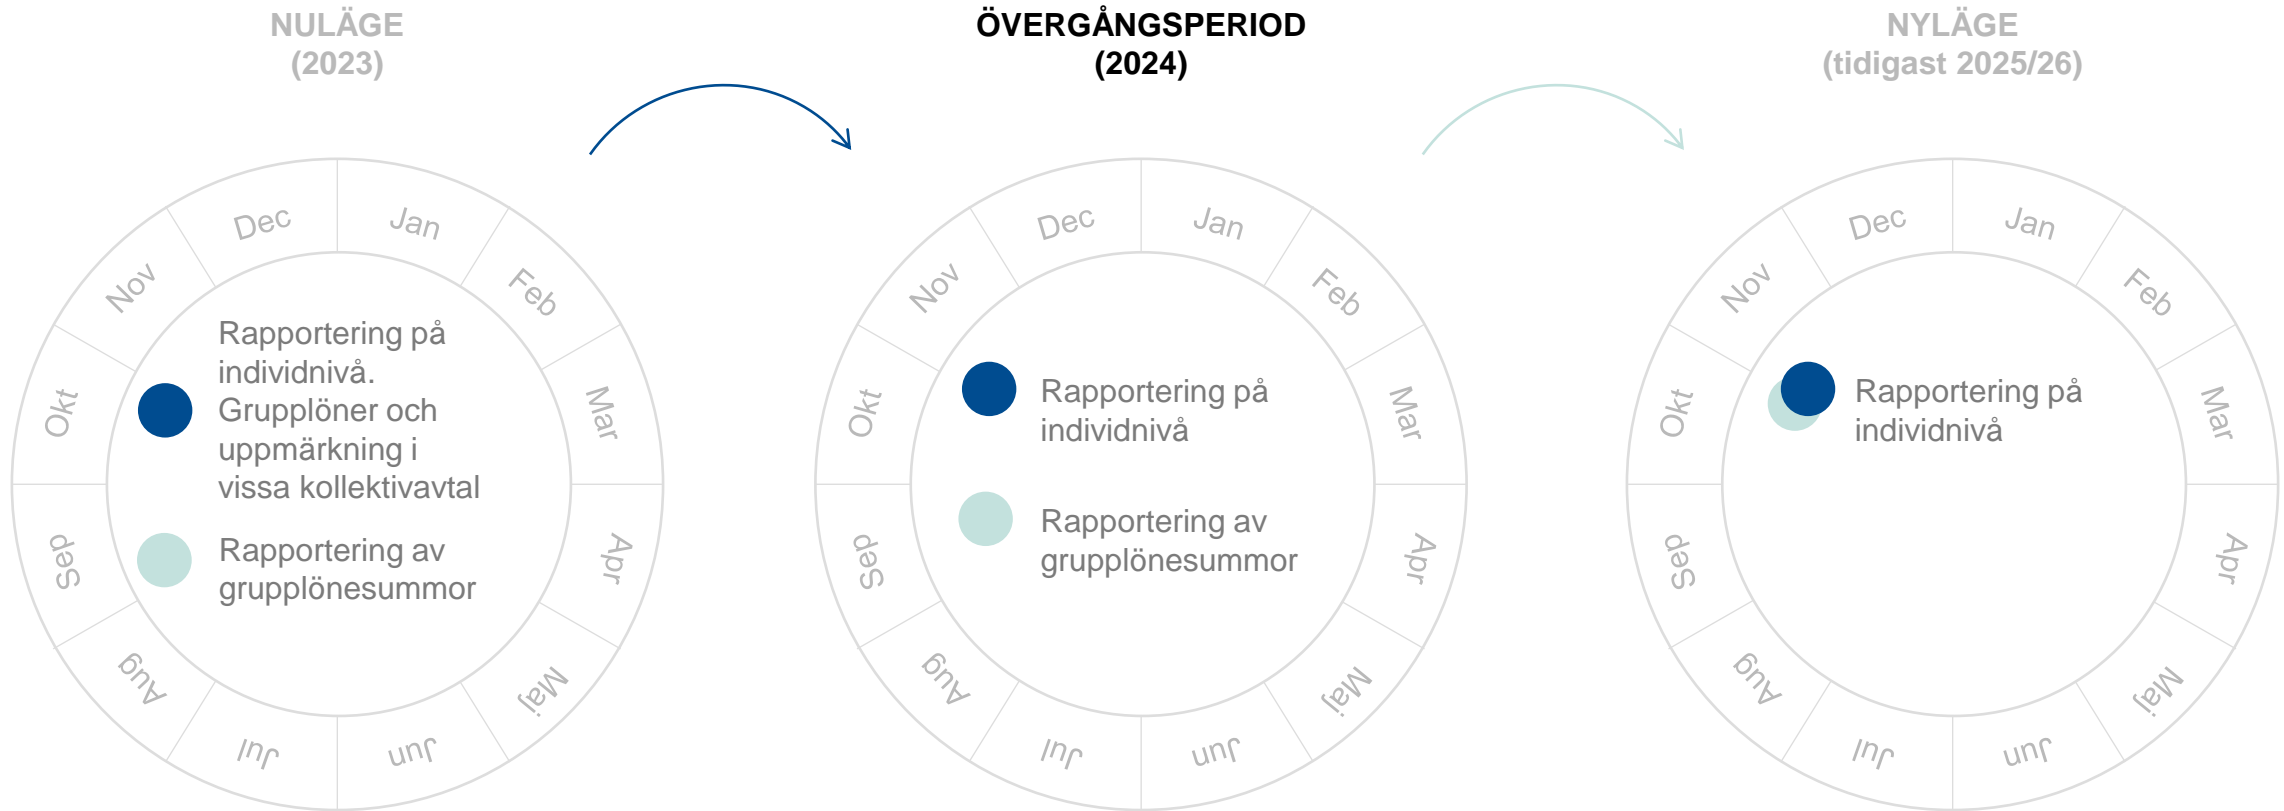 NULÄGE
(2023)
ÖVERGÅNGSPERIOD
(2024)
NYLÄGE
(tidigast 2025/26)
Jan
Feb
Mar
Apr
Maj
Jun
Jul
Aug
Sep
Okt
Nov
Dec
Rapportering på
individnivå.
Grupplöner och
uppmärkning i
vissa kollektivavtal
Rapportering av
grupplönesummor
Jan
Feb
Mar
Apr
Maj
Jun
Jul
Aug
Sep
Okt
Nov
Dec
Rapportering på
individnivå
Rapportering av
grupplönesummor
Jan
Feb
Mar
Apr
Maj
Jun
Jul
Aug
Sep
Okt
Nov
Dec
Rapportering på
individnivå